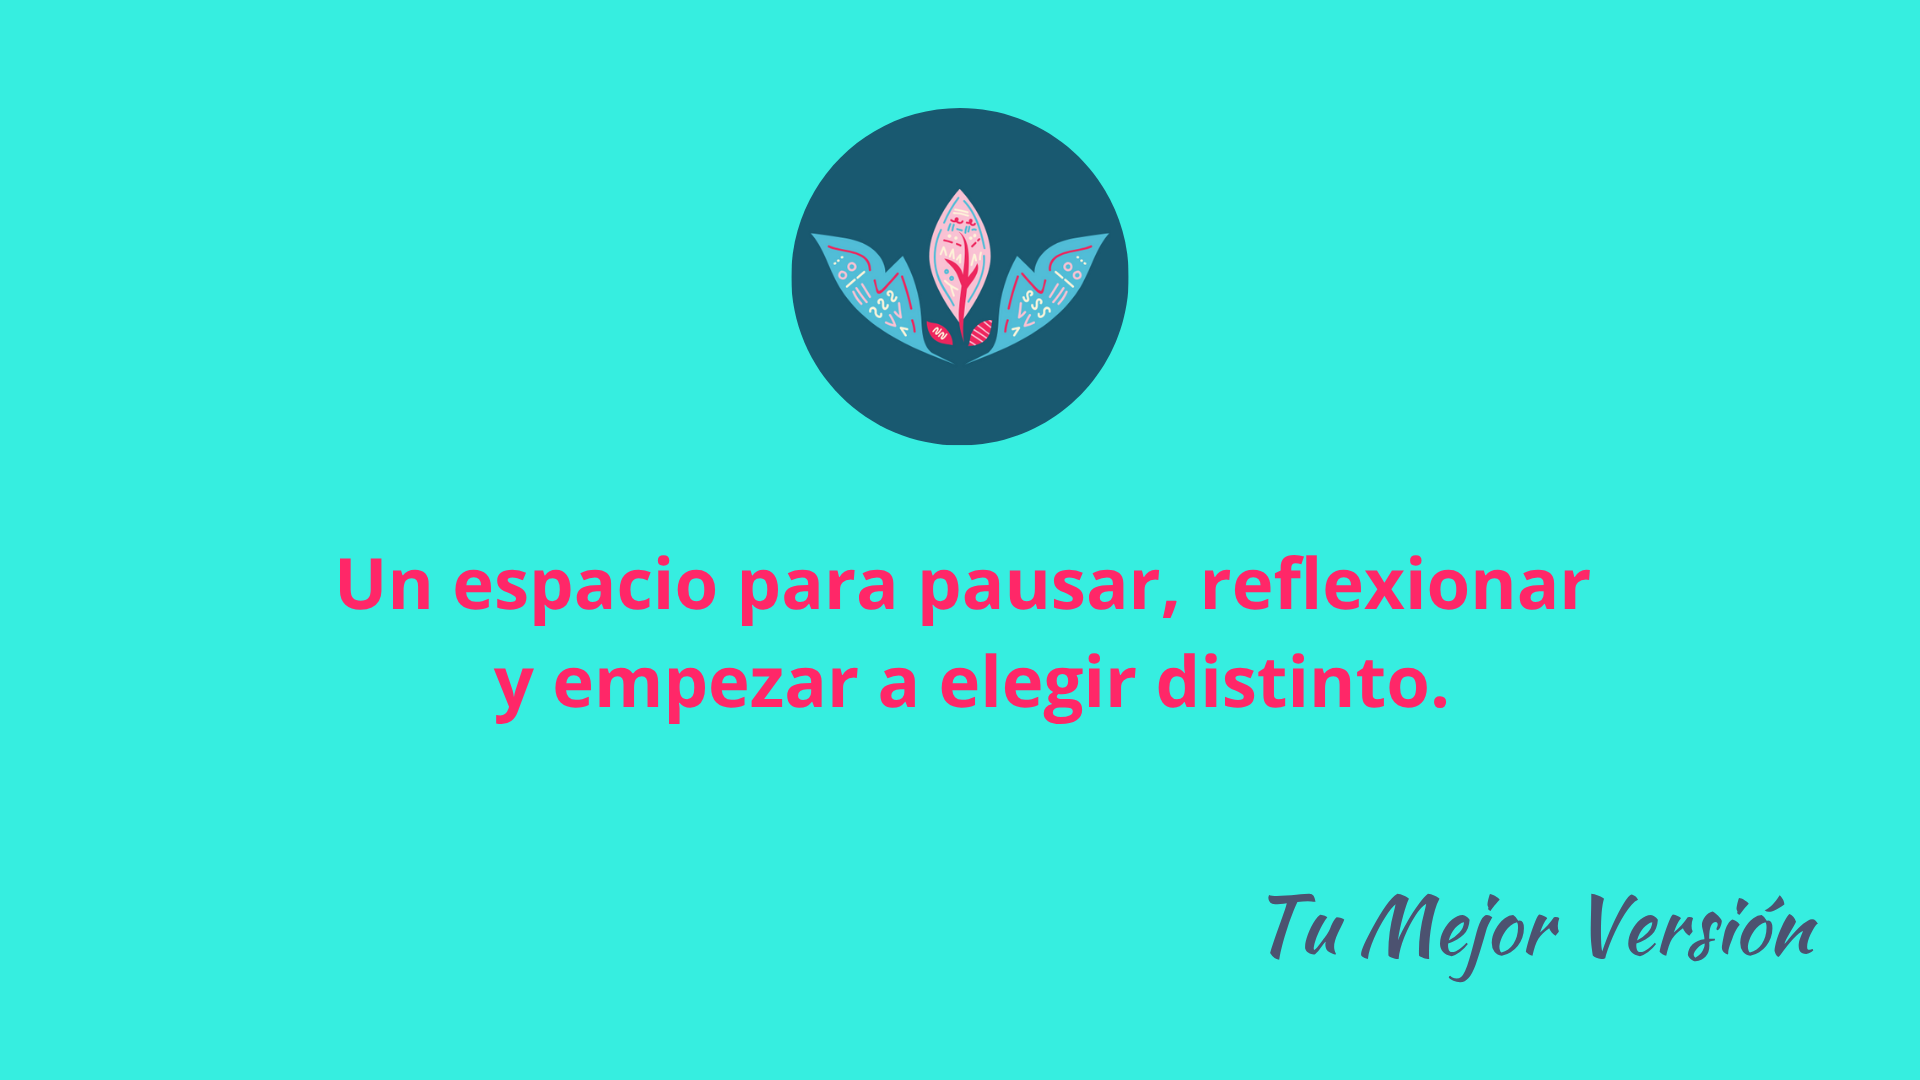 Un espacio para pausar, reflexionar
y empezar a elegir distinto.
Tu Mejor Versión